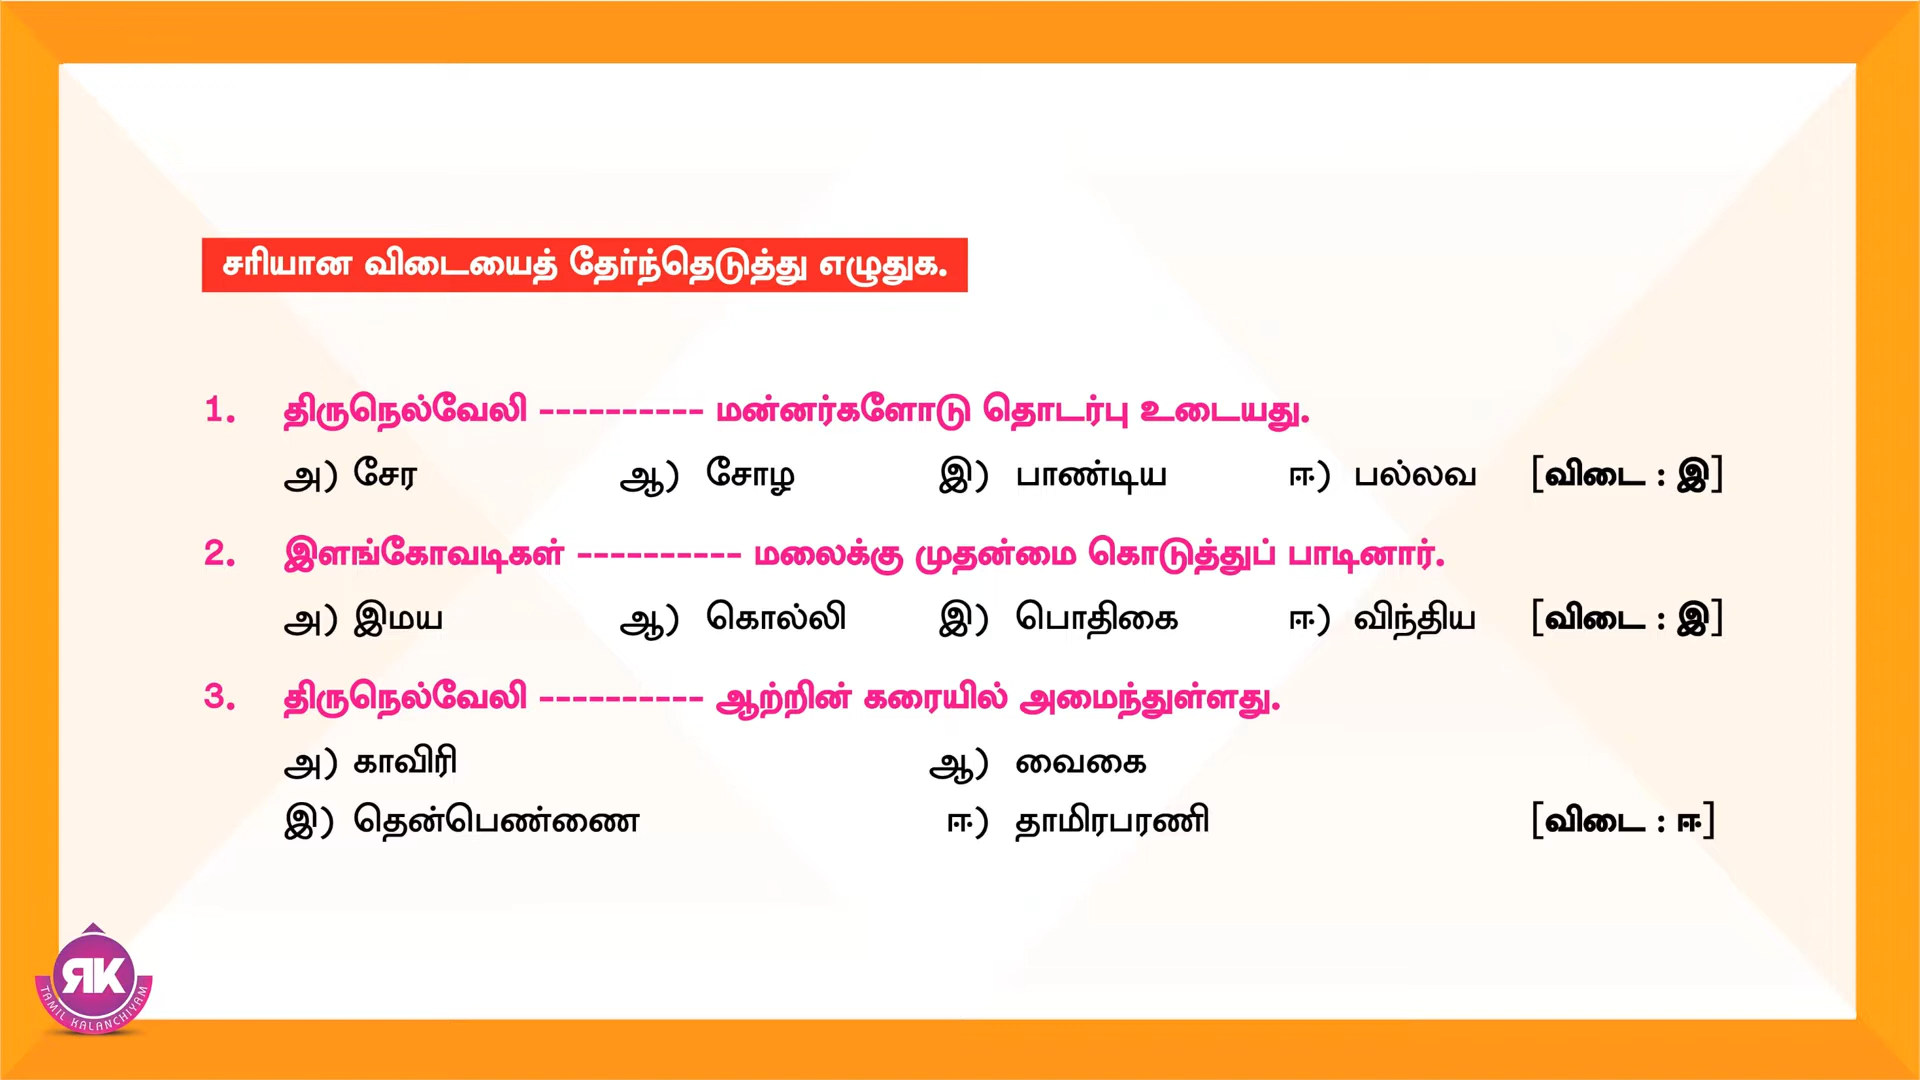 சரியான விடையைத் தேர்ந்தெடுத்து எழுதுக.
1. திருநெல்வேலி ---------- மன்னர்களோடு தொடர்பு உடையது.
அ) சேர ஆ) சோழ இ) பாண்டிய ஈ) பல்லவ [விடை : இ]
2. இளங்கோவடிகள் ---------- மலைக்கு முதன்மை கொடுத்துப் பாடினார்.
அ) இமய ஆ) கொல்லி இ) பொதிகை ஈ) விந்திய [விடை : இ]
3. திருநெல்வேலி ---------- ஆற்றின் கரையில் அமைந்துள்ளது.
அ) காவிரி ஆ) வைகை
இ) தென்பெண்ணை ஈ) தாமிரபரணி [விடை : ஈ]
RK
TAMIL KALANCHIYAM